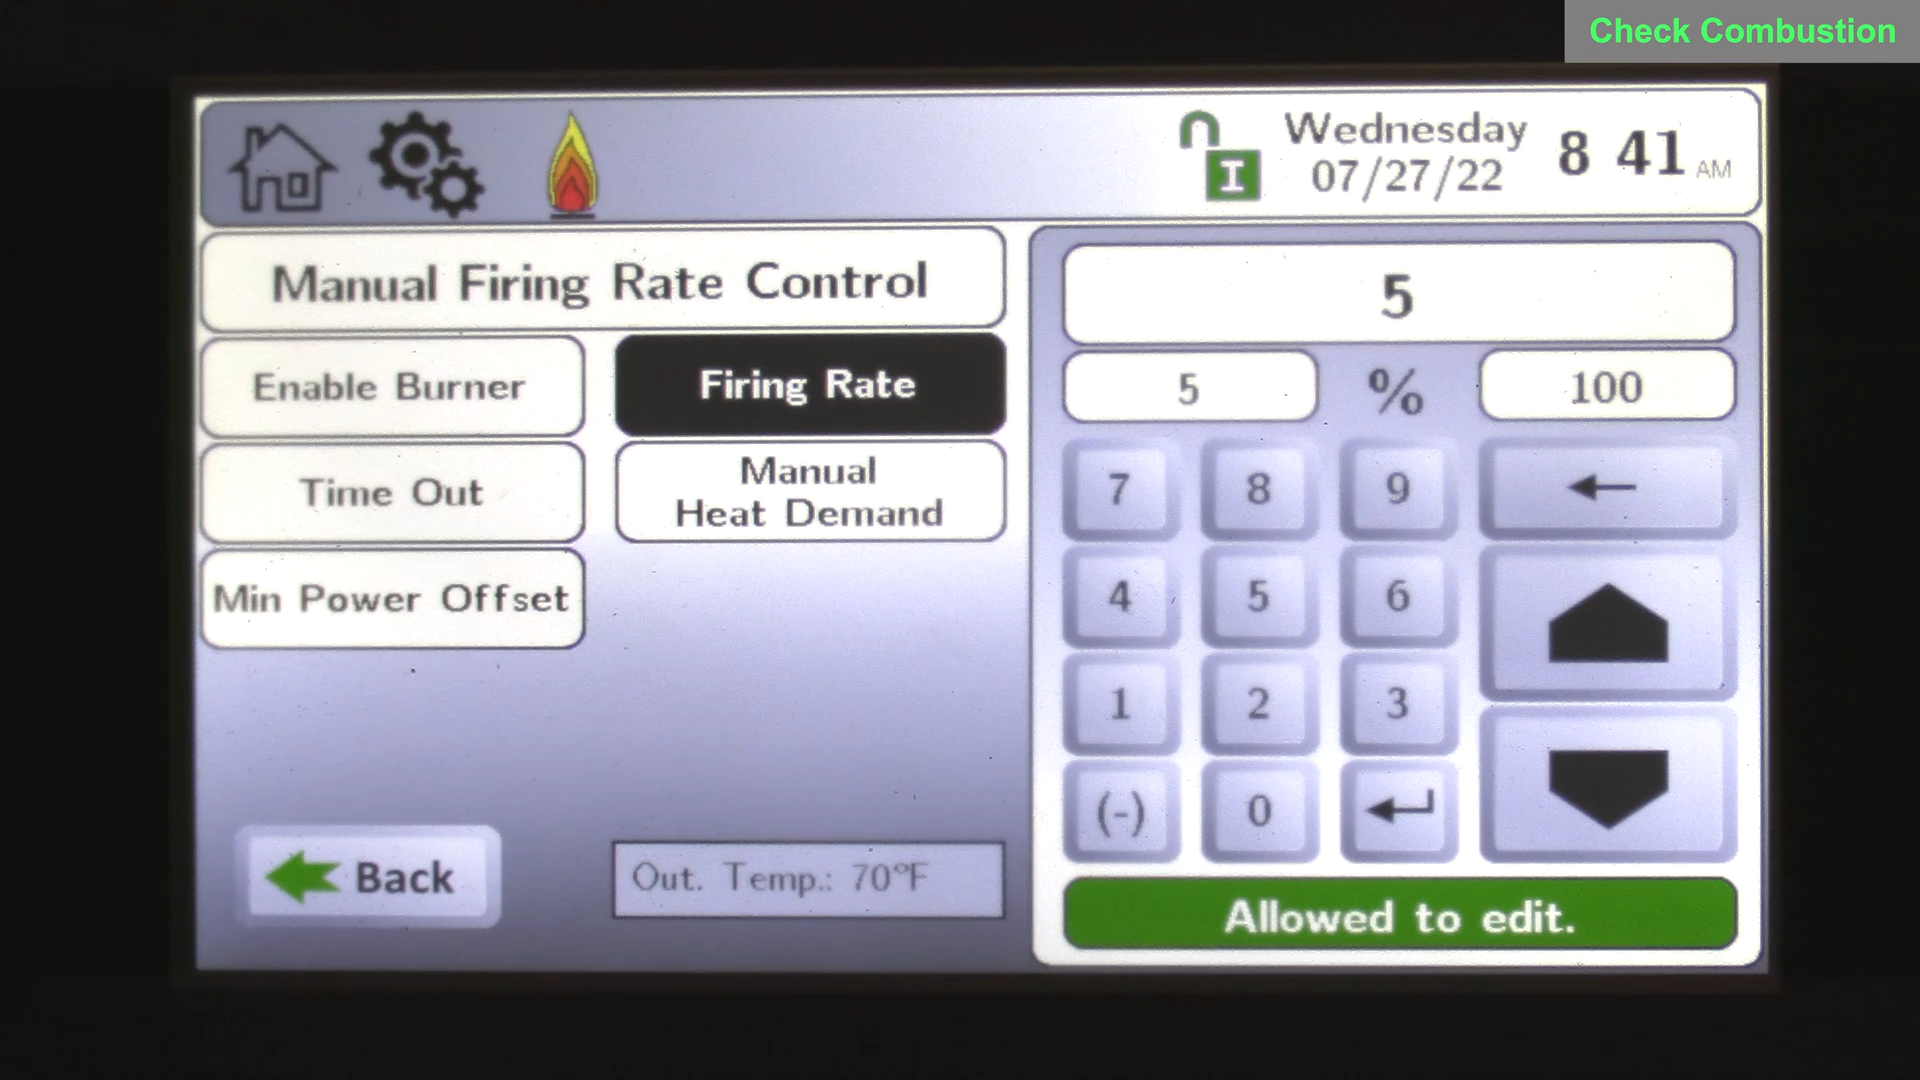 Check Combustion
Wednesday
07/27/22
8 41 AM
I
Manual Firing Rate Control
Enable Burner
Firing Rate
Time Out
Manual
Heat Demand
Min Power Offset
Back
Out. Temp.: 70°F
5
5
%
100
7 8 9
4 5 6
1 2 3
(-) 0
Allowed to edit.